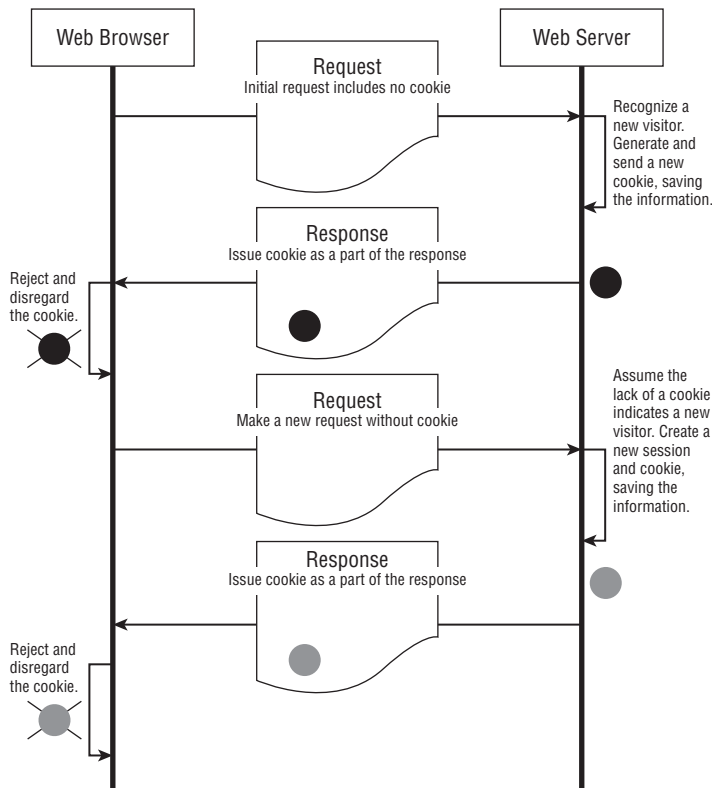 Web Browser
Web Server
Request
Initial request includes no cookie
Recognize a
new visitor.
Generate and
send a new
cookie, saving
the information.
Response
Issue cookie as a part of the response
Reject and
disregard
the cookie.
Request
Make a new request without cookie
Assume the
lack of a cookie
indicates a new
visitor. Create a
new session
and cookie,
saving the
information.
Response
Issue cookie as a part of the response
Reject and
disregard
the cookie.